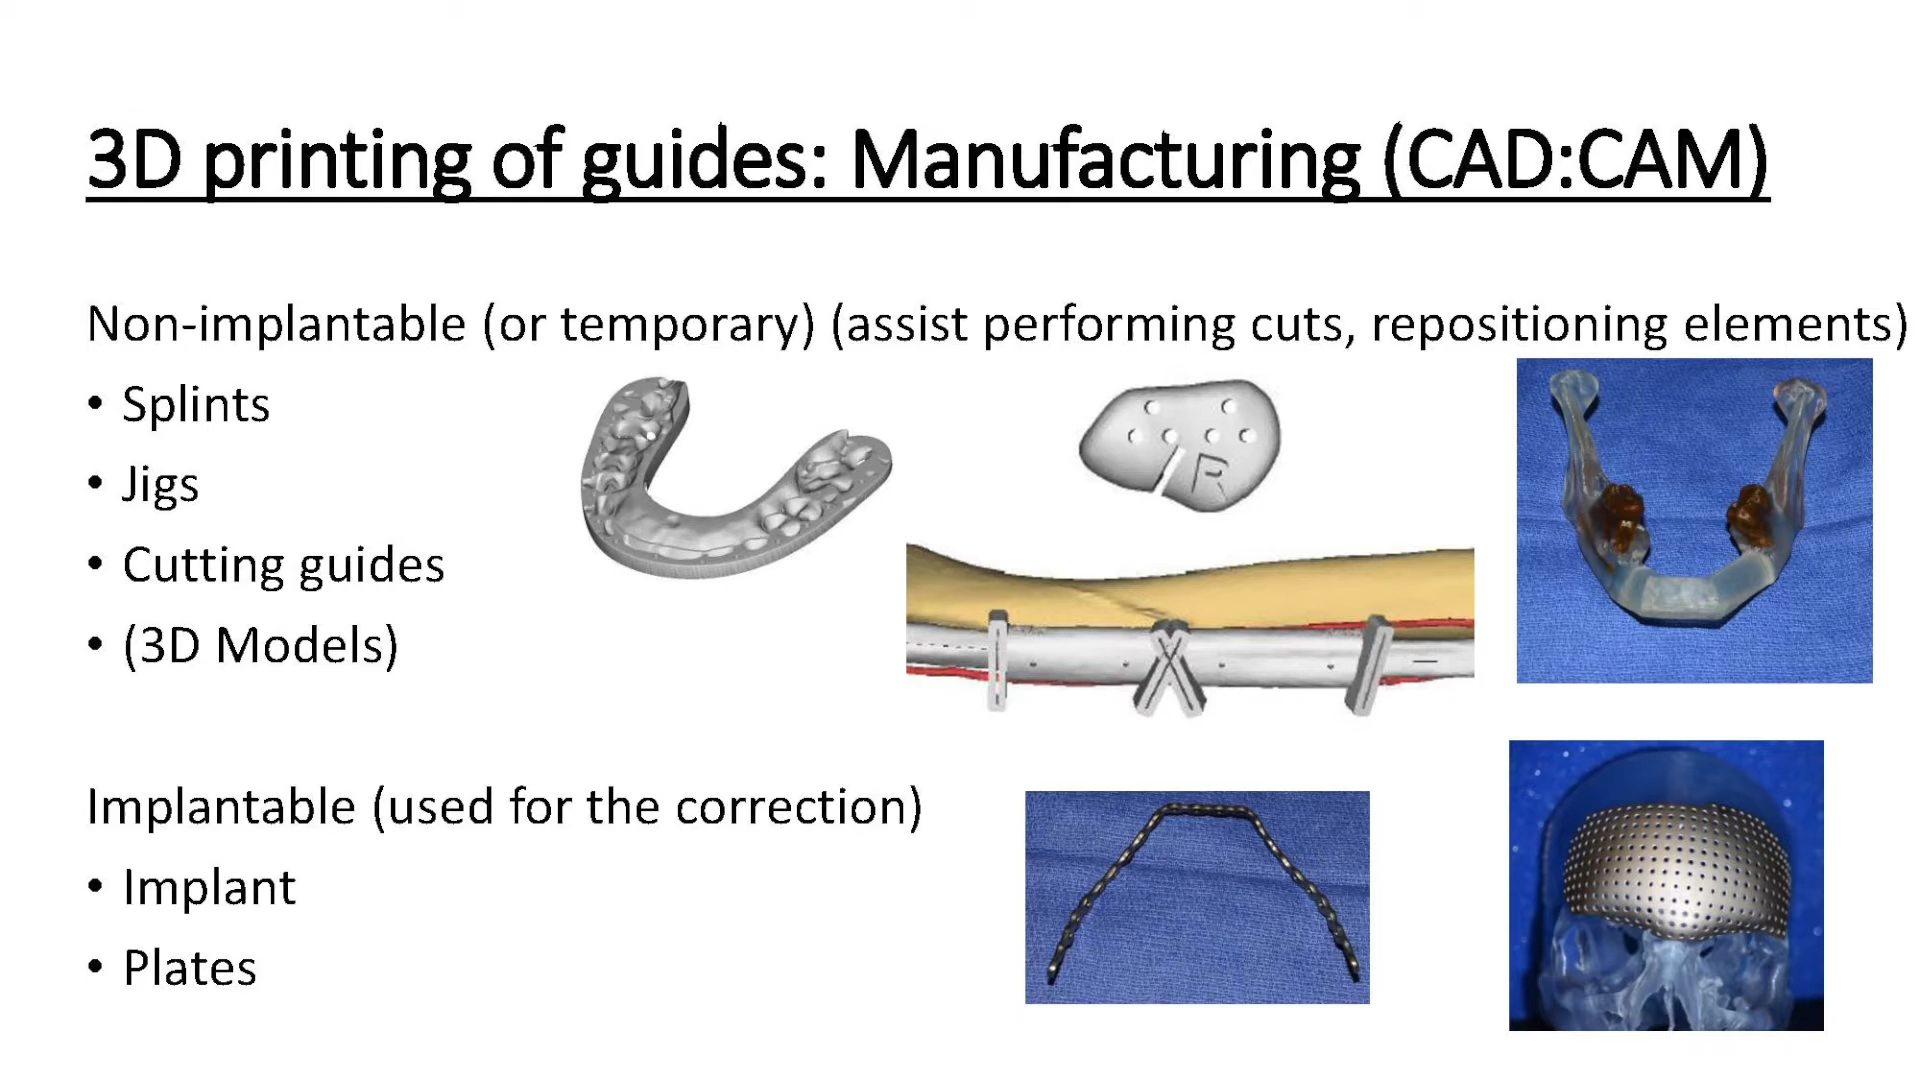 3D printing of guides: Manufacturing (CAD:CAM)
Non-implantable (or temporary) (assist performing cuts, repositioning elements)
• Splints
• Jigs
• Cutting guides
• (3D Models)
R
Implantable (used for the correction)
• Implant
• Plates